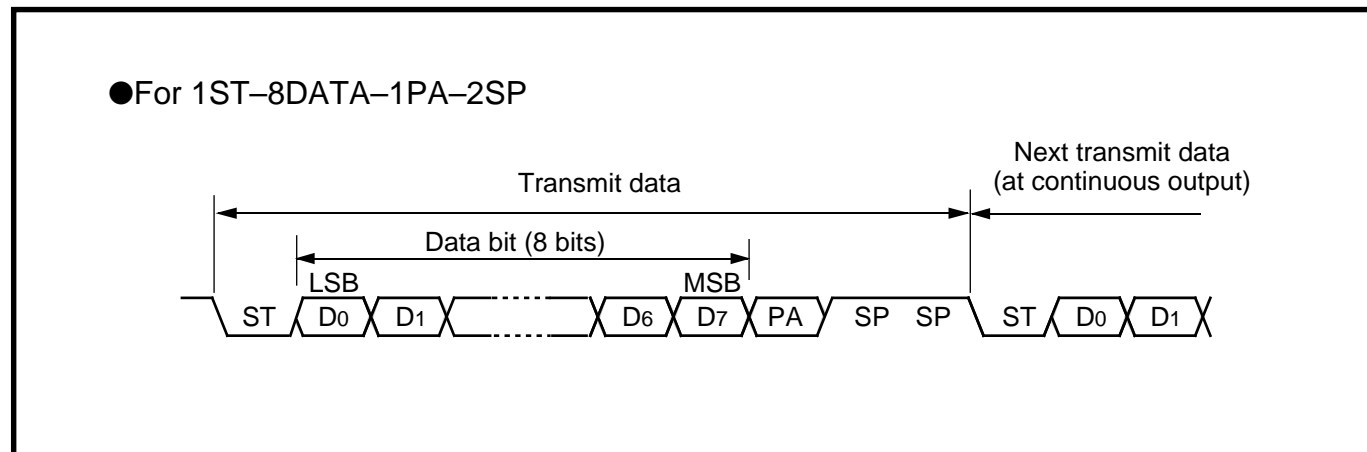 ●For 1ST–8DATA–1PA–2SP
Next transmit data
(at continuous output)
Transmit data
Data bit (8 bits)
LSB MSB
ST D0 D1 D6 D7 PA SP SP ST D0 D1